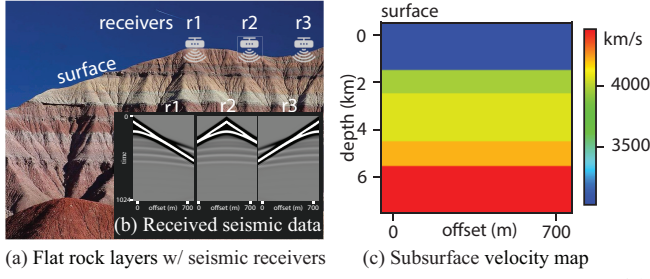 receivers r1 r2 r3
surface
r1 r2 r3
0
time
1024
0 offset (m) 700 0 offset (m) 700 0 offset (m) 700
(b) Received seismic data
(a) Flat rock layers w/ seismic receivers
surface
km/s
0
2
4
6
depth (km)
4000
3500
0 offset (m) 700
(c) Subsurface velocity map